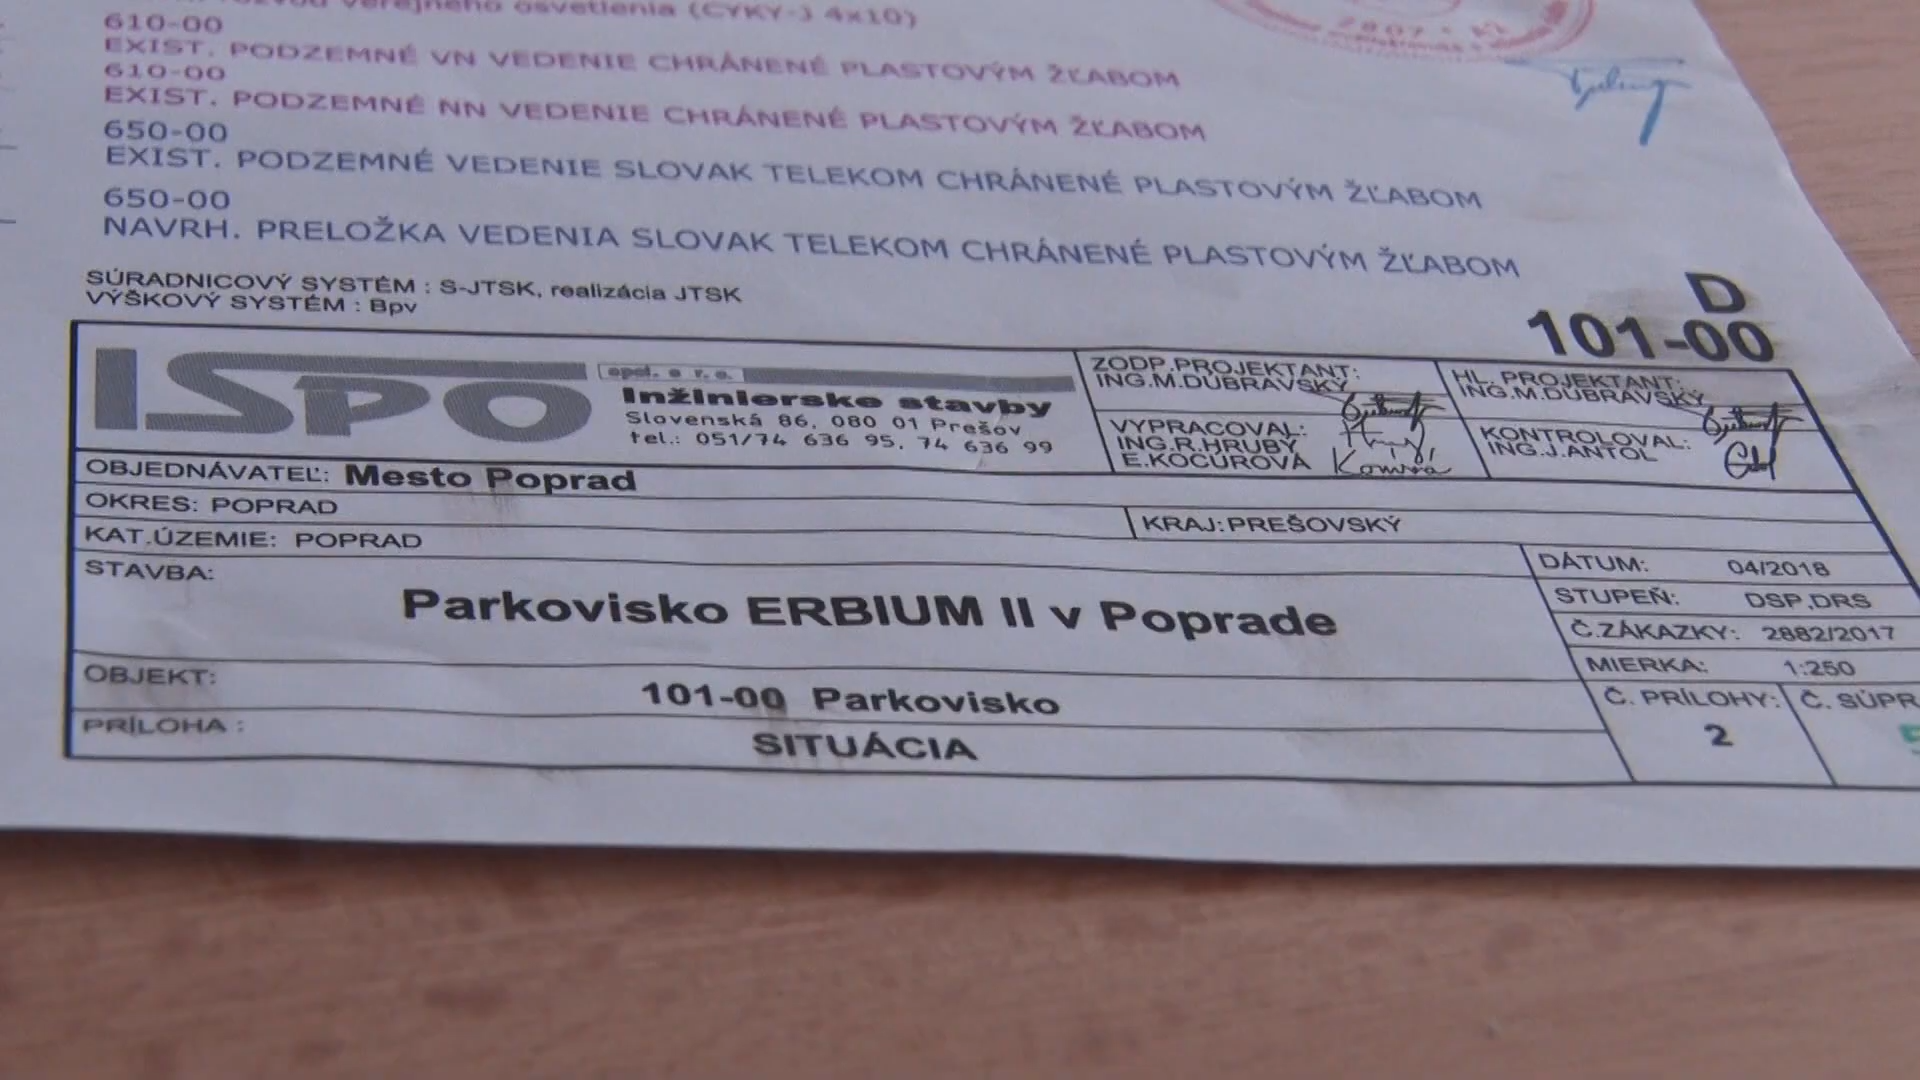 verejného osvetlenia (CYKY-J 4x10)
610-00
EXIST. PODZEMNÉ VN VEDENIE CHRÁNENÉ PLASTOVÝM ŽĽABOM
610-00
EXIST. PODZEMNÉ NN VEDENIE CHRÁNENÉ PLASTOVÝM ŽĽABOM
650-00
EXIST. PODZEMNÉ VEDENIE SLOVAK TELEKOM CHRÁNENÉ PLASTOVÝM ŽĽABOM
650-00
NAVRH. PRELOŽKA VEDENIA SLOVAK TELEKOM CHRÁNENÉ PLASTOVÝM ŽĽABOM
SÚRADNICOVÝ SYSTÉM : S-JTSK, realizácia JTSK
VÝŠKOVÝ SYSTÉM : Bpv
D
101-00
ISPO
spol. s r.o.
Inžinierske stavby
Slovenská 86, 080 01 Prešov
tel.: 051/74 636 95, 74 636 99
ZODP.PROJEKTANT:
ING.M.DUBRAVSKÝ
HL. PROJEKTANT:
ING.M.DUBRAVSKÝ
VYPRACOVAL:
ING.R.HRUBÝ
E.KOCUROVÁ
KONTROLOVAL:
ING.J.ANTOL
OBJEDNÁVATEĽ: Mesto Poprad
OKRES: POPRAD
KRAJ: PREŠOVSKÝ
KAT.ÚZEMIE: POPRAD
STAVBA:
Parkovisko ERBIUM II v Poprade
DÁTUM: 04/2018
STUPEŇ: DSP,DRS
Č.ZÁKAZKY: 2882/2017
MIERKA: 1:250
OBJEKT:
101-00 Parkovisko
Č. PRÍLOHY: Č. SÚPR
2
PRÍLOHA :
SITUÁCIA